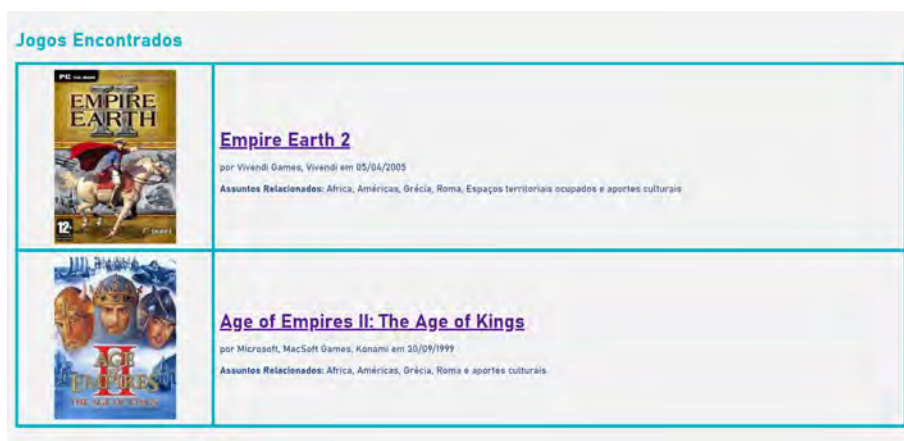 Jogos Encontrados
PC
EMPIRE
EARTH
II
12+
Empire Earth 2
por Vivendi Games, Vivendi em 05/04/2005
Assuntos Relacionados: Africa, Américas, Grécia, Roma, Espaços territoriais ocupados e aportes culturais
AGE
of
EMPIRES
II
THE AGE OF KINGS
Age of Empires II: The Age of Kings
por Microsoft, MacSoft Games, Konami em 30/09/1999
Assuntos Relacionados: Africa, Américas, Grécia, Roma e aportes culturais